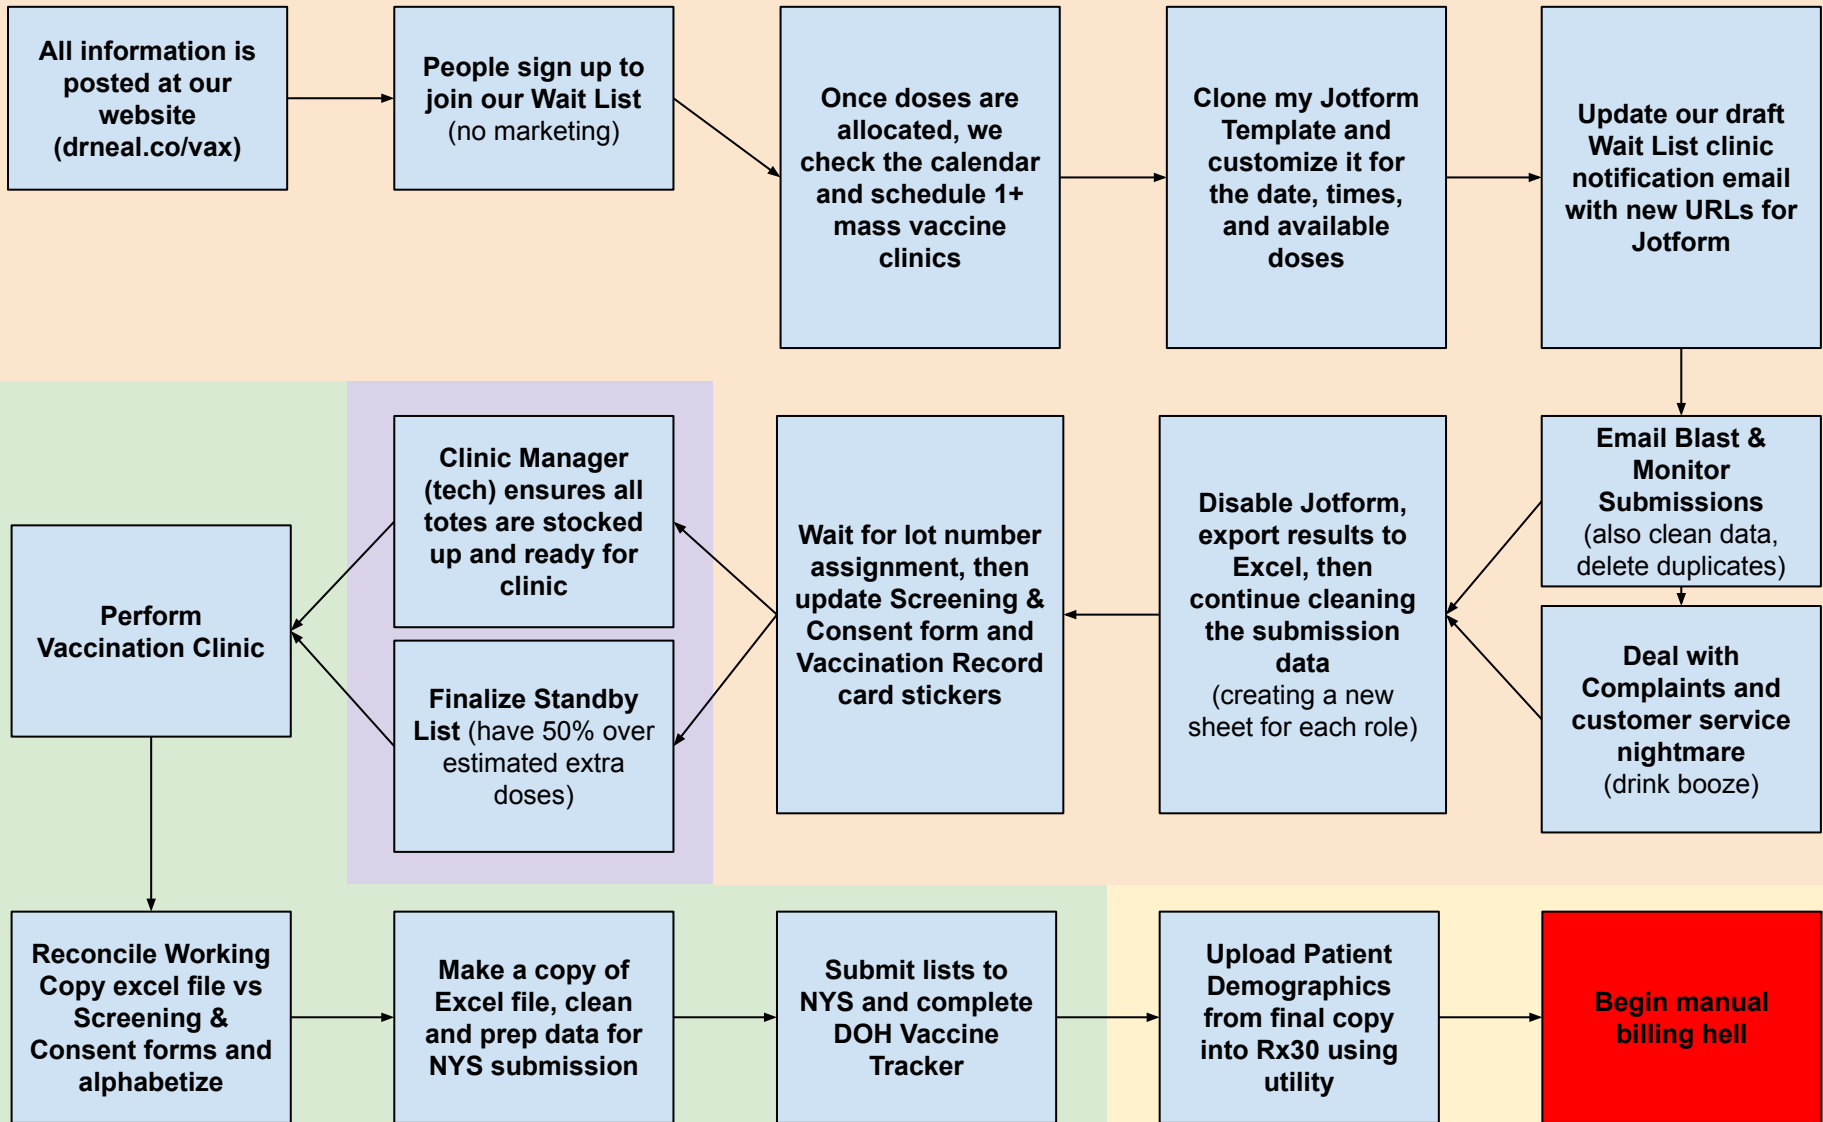 All information is
posted at our
website
(drneal.co/vax)
People sign up to
join our Wait List
(no marketing)
Once doses are
allocated, we
check the calendar
and schedule 1+
mass vaccine
clinics
Clone my Jotform
Template and
customize it for
the date, times,
and available
doses
Update our draft
Wait List clinic
notification email
with new URLs for
Jotform
Email Blast &
Monitor
Submissions
(also clean data,
delete duplicates)
Deal with
Complaints and
customer service
nightmare
(drink booze)
Disable Jotform,
export results to
Excel, then
continue cleaning
the submission
data
(creating a new
sheet for each role)
Wait for lot number
assignment, then
update Screening &
Consent form and
Vaccination Record
card stickers
Clinic Manager
(tech) ensures all
totes are stocked
up and ready for
clinic
Finalize Standby
List (have 50% over
estimated extra
doses)
Perform
Vaccination Clinic
Reconcile Working
Copy excel file vs
Screening &
Consent forms and
alphabetize
Make a copy of
Excel file, clean
and prep data for
NYS submission
Submit lists to
NYS and complete
DOH Vaccine
Tracker
Upload Patient
Demographics
from final copy
into Rx30 using
utility
Begin manual
billing hell